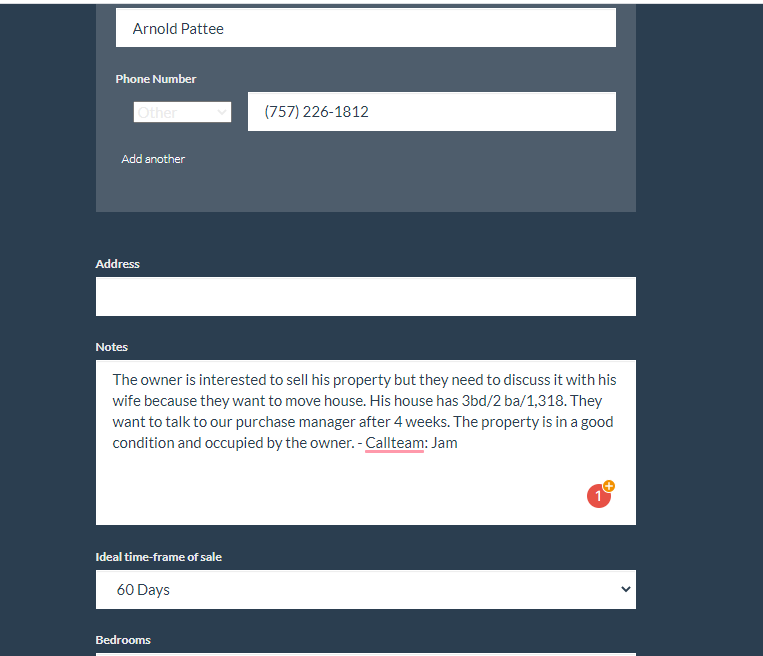 Arnold Pattee
Phone Number
Other
(757) 226-1812
Add another
Address
Notes
The owner is interested to sell his property but they need to discuss it with his
wife because they want to move house. His house has 3bd/2 ba/1,318. They
want to talk to our purchase manager after 4 weeks. The property is in a good
condition and occupied by the owner. - Callteam: Jam
1
Ideal time-frame of sale
60 Days
Bedrooms